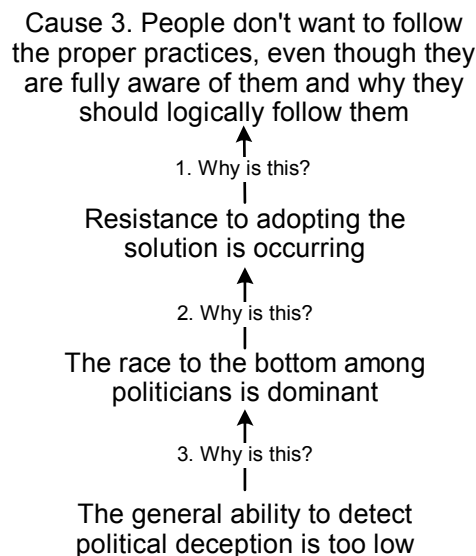 Cause 3. People don't want to follow
the proper practices, even though they
are fully aware of them and why they
should logically follow them
1. Why is this?
Resistance to adopting the
solution is occurring
2. Why is this?
The race to the bottom among
politicians is dominant
3. Why is this?
The general ability to detect
political deception is too low